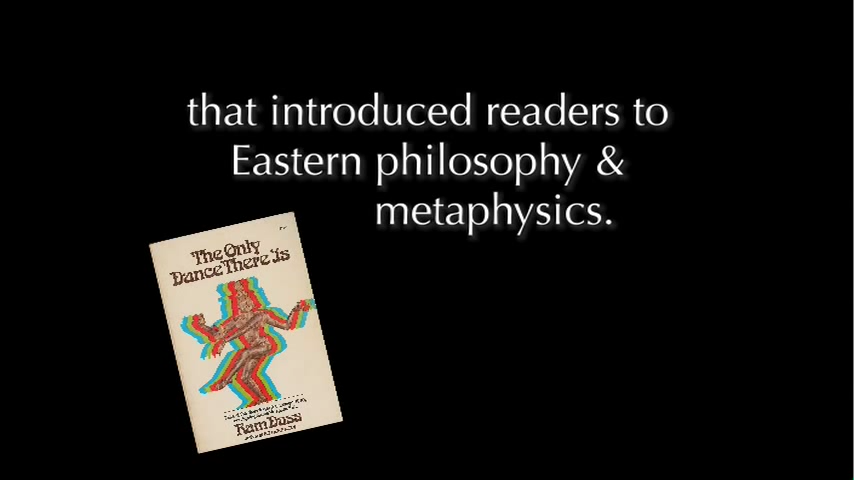 that introduced readers to
Eastern philosophy &
metaphysics.
The Only
Dance There Is
Ram Dass